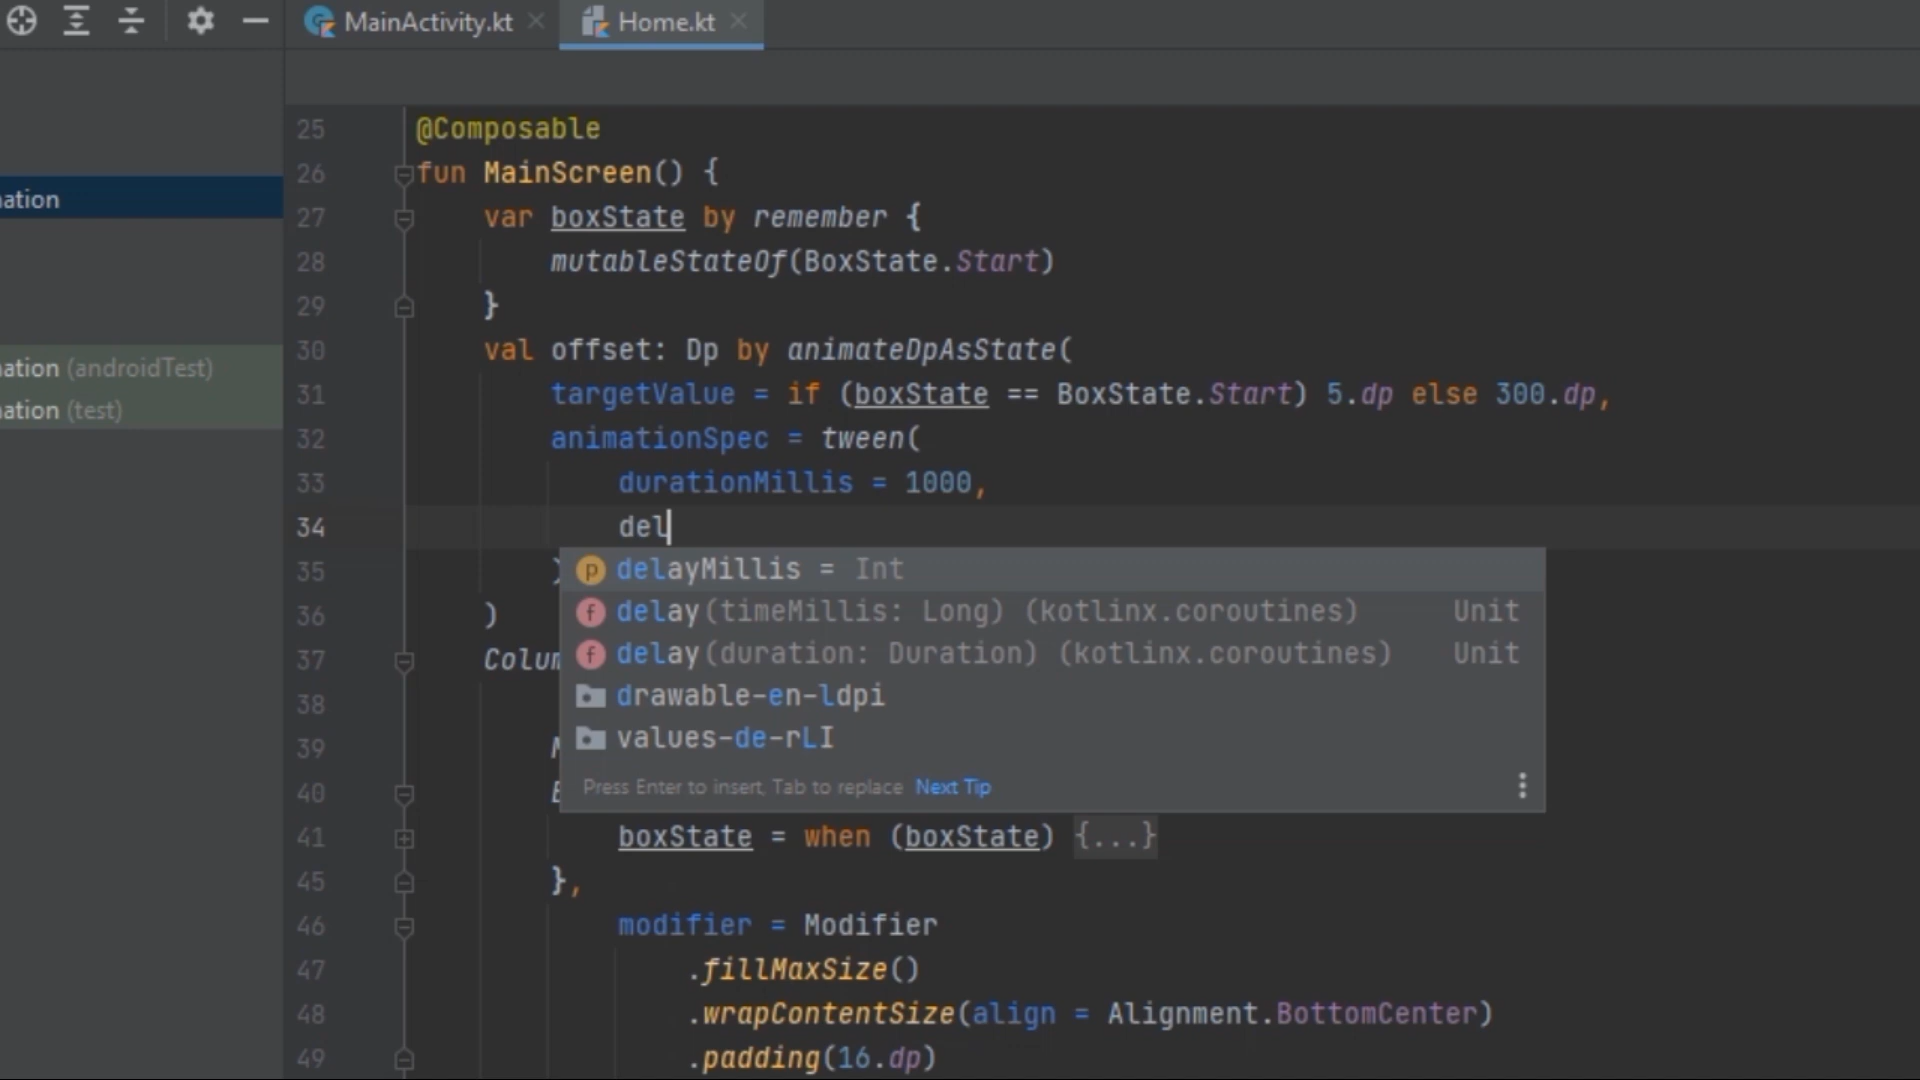 MainActivity.kt Home.kt
ation
ation (androidTest)
ation (test)
25 @Composable
26 fun MainScreen() {
27 var boxState by remember {
28 mutableStateOf(BoxState.Start)
29 }
30 val offset: Dp by animateDpAsState(
31 targetValue = if (boxState == BoxState.Start) 5.dp else 300.dp,
32 animationSpec = tween(
33 durationMillis = 1000,
34 del
35 )
delayMillis = Int
delay(timeMillis: Long) (kotlinx.coroutines) Unit
delay(duration: Duration) (kotlinx.coroutines) Unit
drawable-en-ldpi
values-de-rLI
Press Enter to insert, Tab to replace Next Tip
36 )
37 Colum
38
39
40
41 boxState = when (boxState) {...}
45 },
46 modifier = Modifier
47 .fillMaxSize()
48 .wrapContentSize(align = Alignment.BottomCenter)
49 .padding(16.dp)